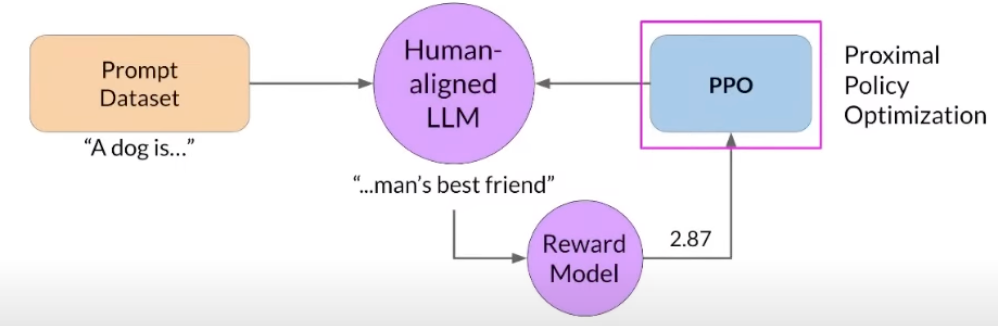 Prompt
Dataset
"A dog is..."
Human-
aligned
LLM
"...man's best friend"
PPO
Proximal
Policy
Optimization
Reward
Model
2.87